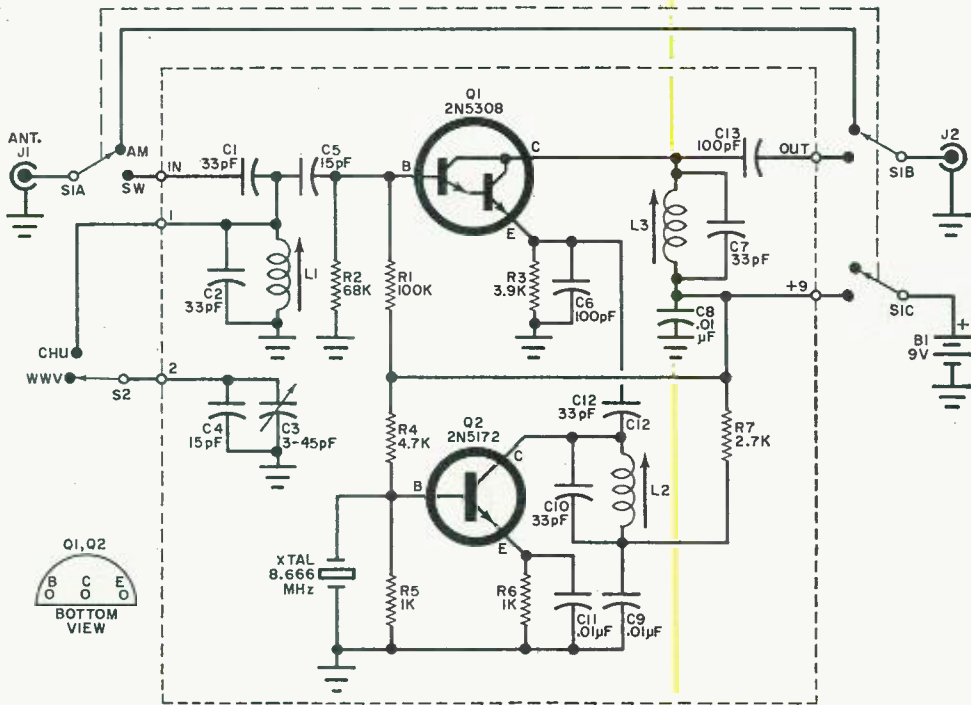 Q1
2N5308
ANT.
J1
AM
C1
33pF
C5
15pF
B
C
C13
100pF
OUT
J2
S1A
SW
IN
S1B
1
E
L3
C7
33pF
C2
33pF
L1
R2
68K
R1
100K
R3
3.9K
C6
100pF
+9
C8
.01
µF
S1C
+
B1
9V
CHU
WWV
S2
2
C12
33pF
C12
C4
15pF
C3
3-45pF
R4
4.7K
Q2
2N5172
C
R7
2.7K
B
C10
33pF
L2
E
Q1,Q2
B C E
BOTTOM
VIEW
XTAL
8.666
MHz
R5
1K
R6
1K
C11
.01µF
C9
.01µF